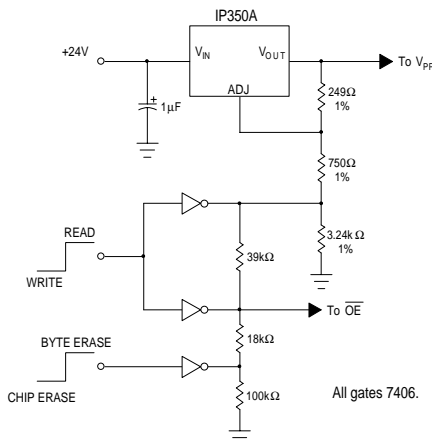 IP350A
+24V
VIN
VOUT
To VPP
ADJ
+
1µF
249Ω
1%
750Ω
1%
3.24k Ω
1%
READ
WRITE
39kΩ
To OE
18kΩ
BYTE ERASE
CHIP ERASE
100kΩ
All gates 7406.